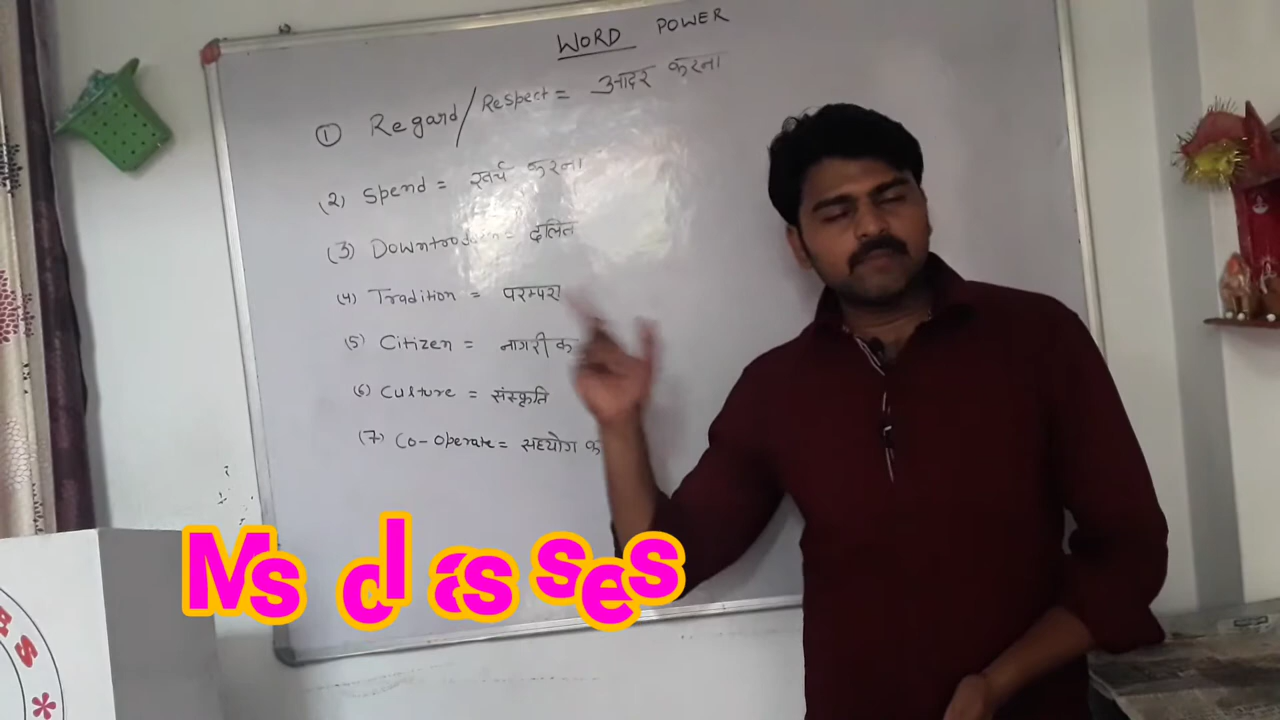 WORD POWER
① Regard/Respect = आदर करना
(2) Spend = खर्च करना
(3) Downtrodden = दलित
(4) Tradition = परम्परा
(5) Citizen = नागरीक
(6) Culture = संस्कृति
(7) Co-operate = सहयोग क
Ms classes
ES *